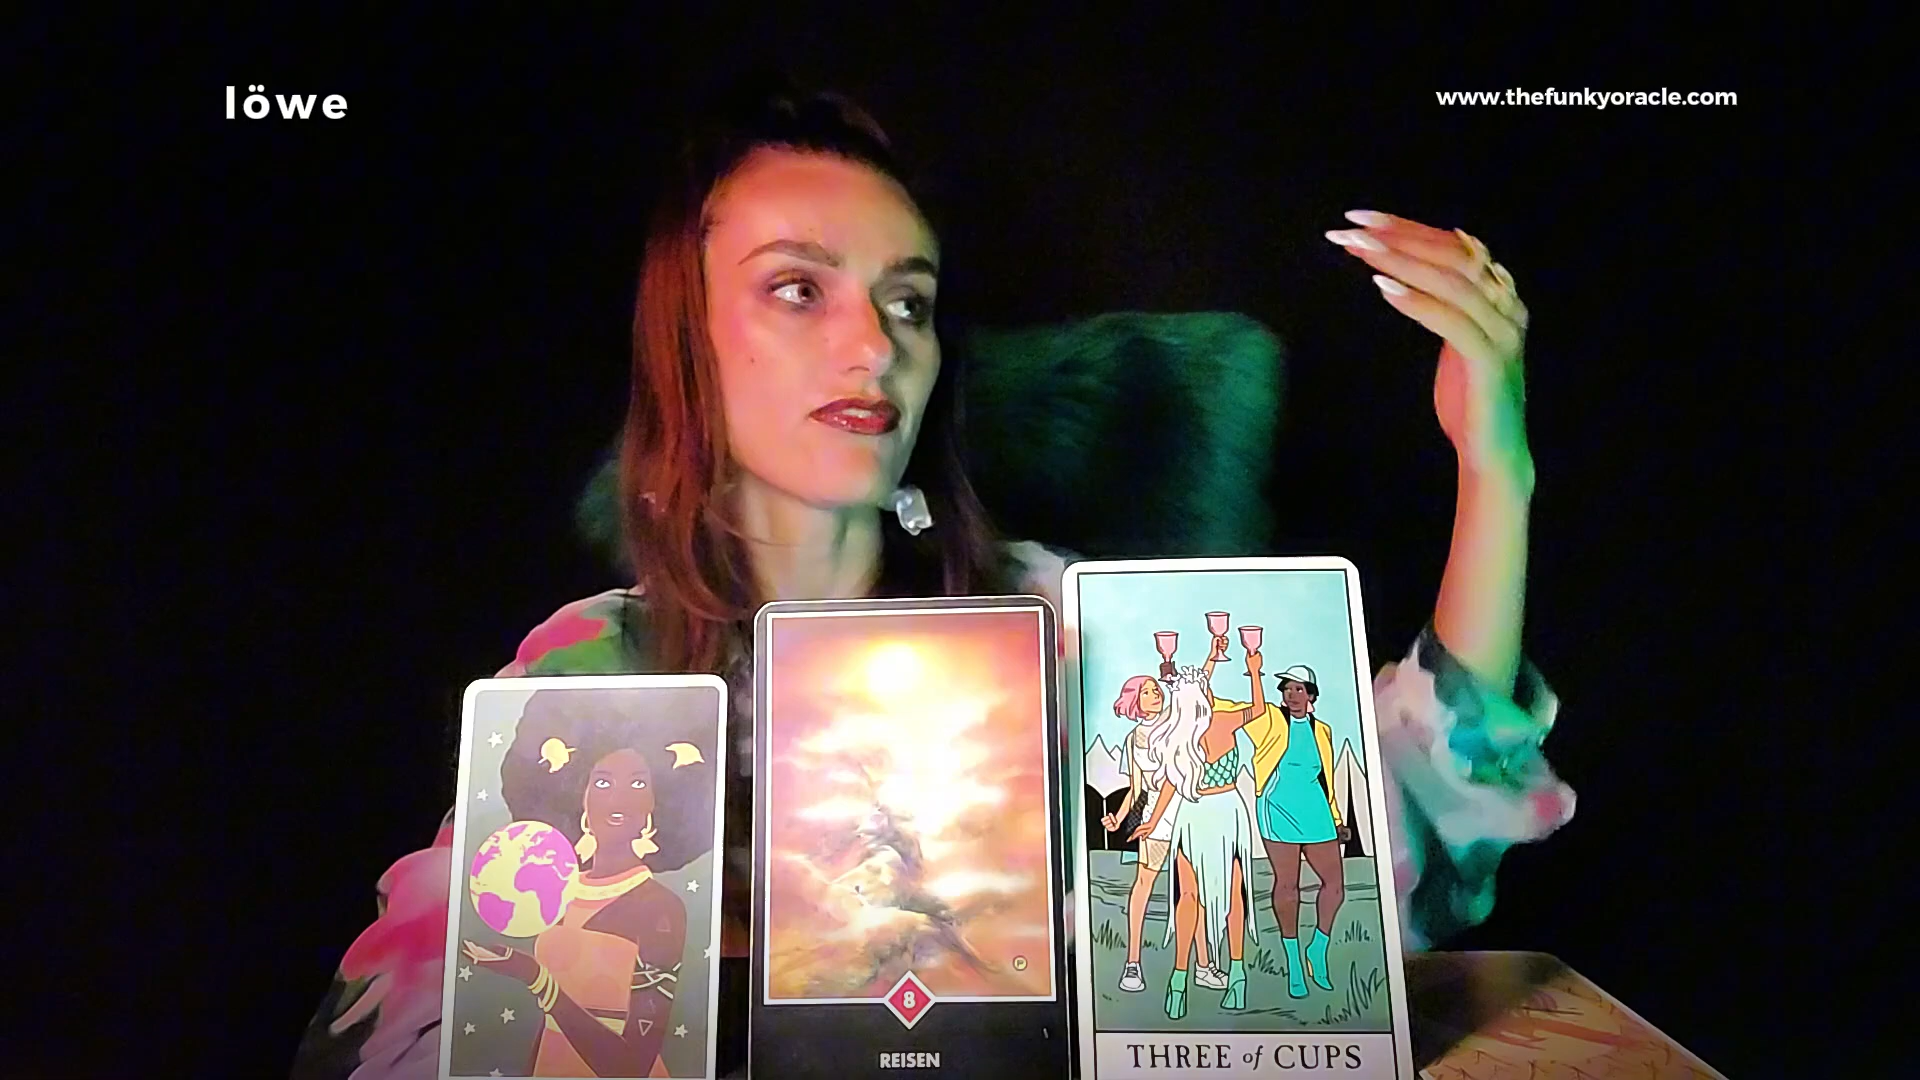 löwe
www.thefunkyoracle.com
8
REISEN
THREE of CUPS